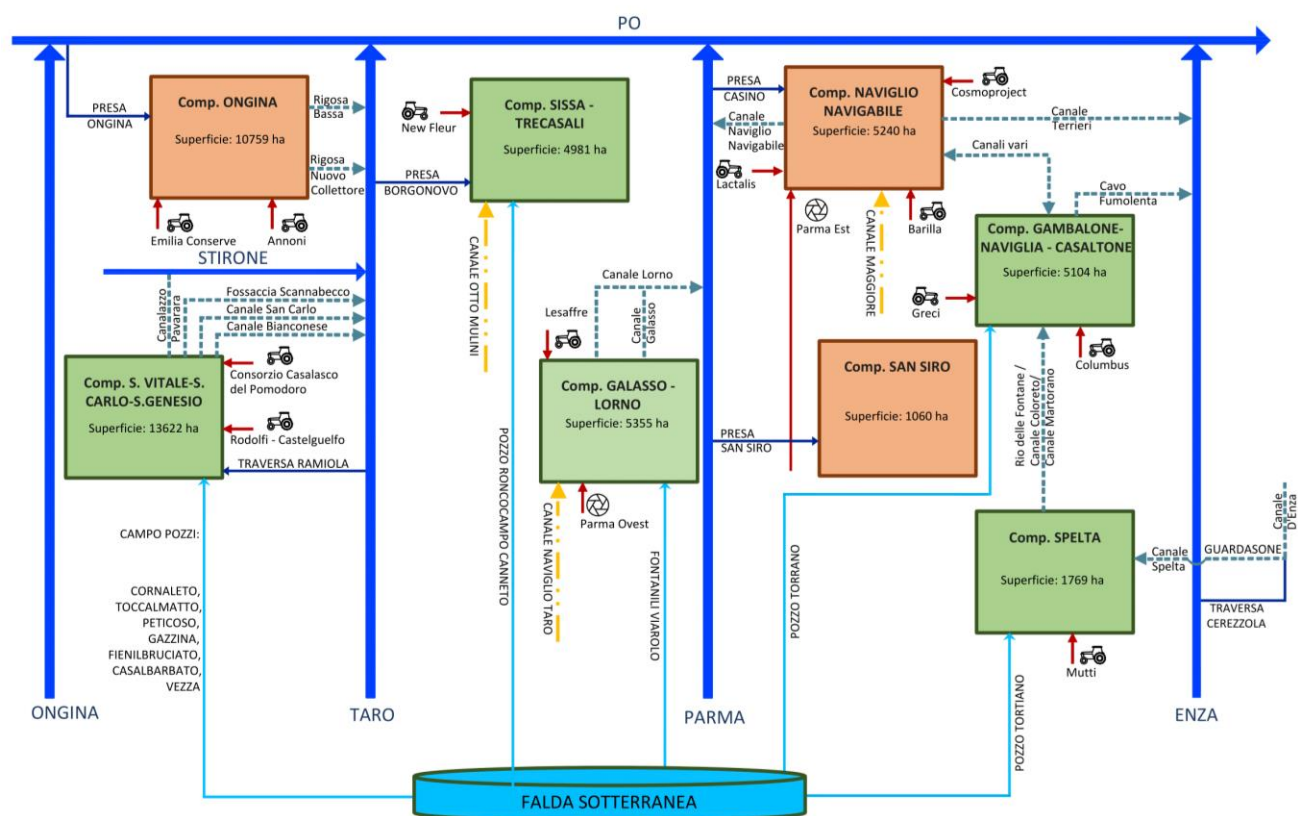 PO
PRESA
ONGINA
Comp. ONGINA
Superficie: 10759 ha
Rigosa
Bassa
Rigosa
Nuovo
Collettore
Emilia Conserve
Annoni
STIRONE
New Fleur
Comp. SISSA -
TRECASALI
Superficie: 4981 ha
PRESA
BORGONOVO
PRESA
CASINO
Canale
Naviglio
Navigabile
Lactalis
Comp. NAVIGLIO
NAVIGABILE
Superficie: 5240 ha
Cosmoproject
Canale
Terrieri
Canali vari
Cavo
Fumolenta
Parma Est
CANALE MAGGIORE
Barilla
Comp. GAMBALONE-
NAVIGLIA - CASALTONE
Superficie: 5104 ha
Greci
Columbus
Canalazzo
Pavarara
Fossaccia Scannabecco
Canale San Carlo
Canale Bianconese
Comp. S. VITALE-S.
CARLO-S.GENESIO
Superficie: 13622 ha
Consorzio Casalasco
del Pomodoro
Rodolfi - Castelguelfo
TRAVERSA RAMIOLA
CANALE OTTO MULINI
POZZO RONCOCAMPO CANNETO
Canale Lorno
Canale
Galasso
Lesaffre
Comp. GALASSO -
LORNO
Superficie: 5355 ha
CANALE NAVIGLIO TARO
Parma Ovest
FONTANILI VIAROLO
Comp. SAN SIRO
Superficie: 1060 ha
PRESA
SAN SIRO
POZZO TORRANO
Rio delle Fontane /
Canale Coloreto/
Canale Martorano
Comp. SPELTA
Superficie: 1769 ha
Canale
Spelta
GUARDASONE
Canale
D'Enza
TRAVERSA
CEREZZOLA
Mutti
POZZO TORTIANO
CAMPO POZZI:
CORNALETO,
TOCCALMATTO,
PETICOSO,
GAZZINA,
FIENILBRUCIATO,
CASALBARBATO,
VEZZA
ONGINA
TARO
PARMA
ENZA
FALDA SOTTERRANEA